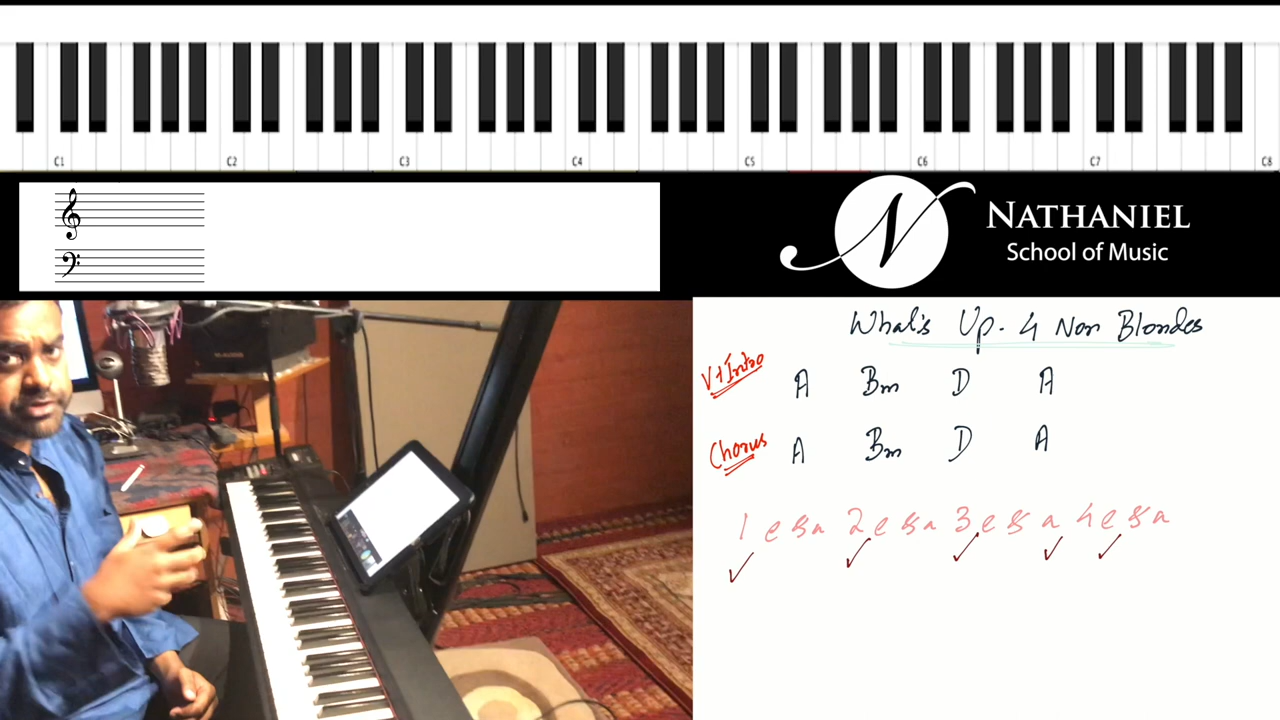 C1 C2 C3 C4 C5 C6 C7 C8
NATHANIEL
School of Music
What's Up - 4 Non Blondes
V+Intro A Bm D A
Chorus A Bm D A
1 e & a 2 e & a 3 e & a 4 e & a
✓ ✓ ✓ ✓ ✓